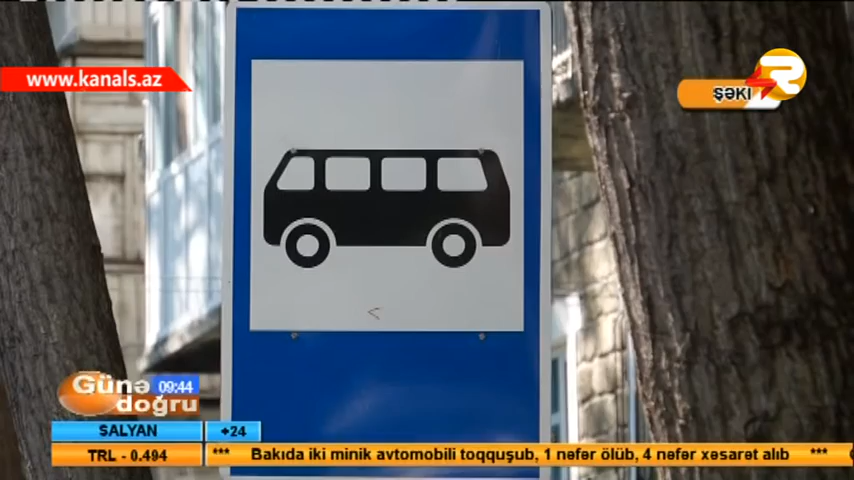 www.kanals.az
R
ŞƏKİ
Günə 09:44
doğru
SALYAN +24
TRL - 0.494 *** Bakıda iki minik avtomobili toqquşub, 1 nəfər ölüb, 4 nəfər xəsarət alıb ***